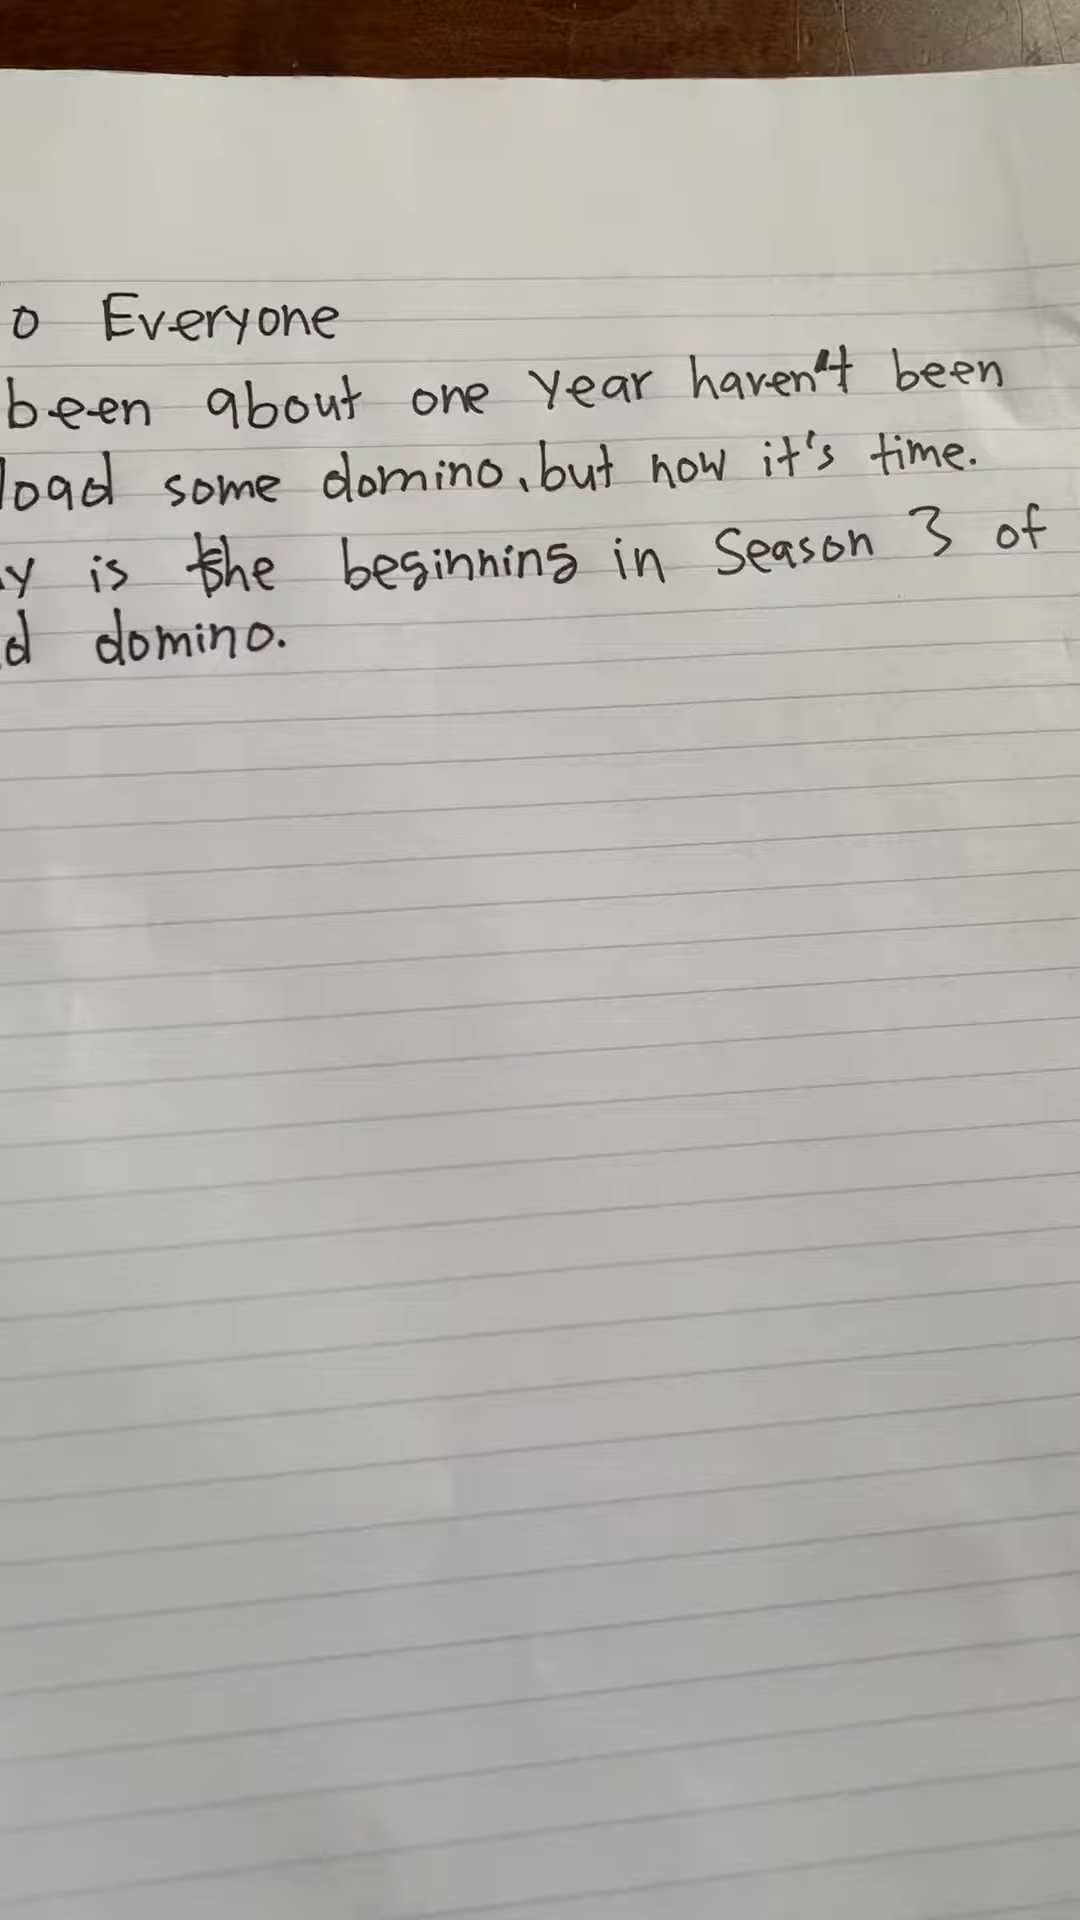 o Everyone
been about one year haven't been
load some domino, but now it's time.
y is the beginning in Season 3 of
d domino.